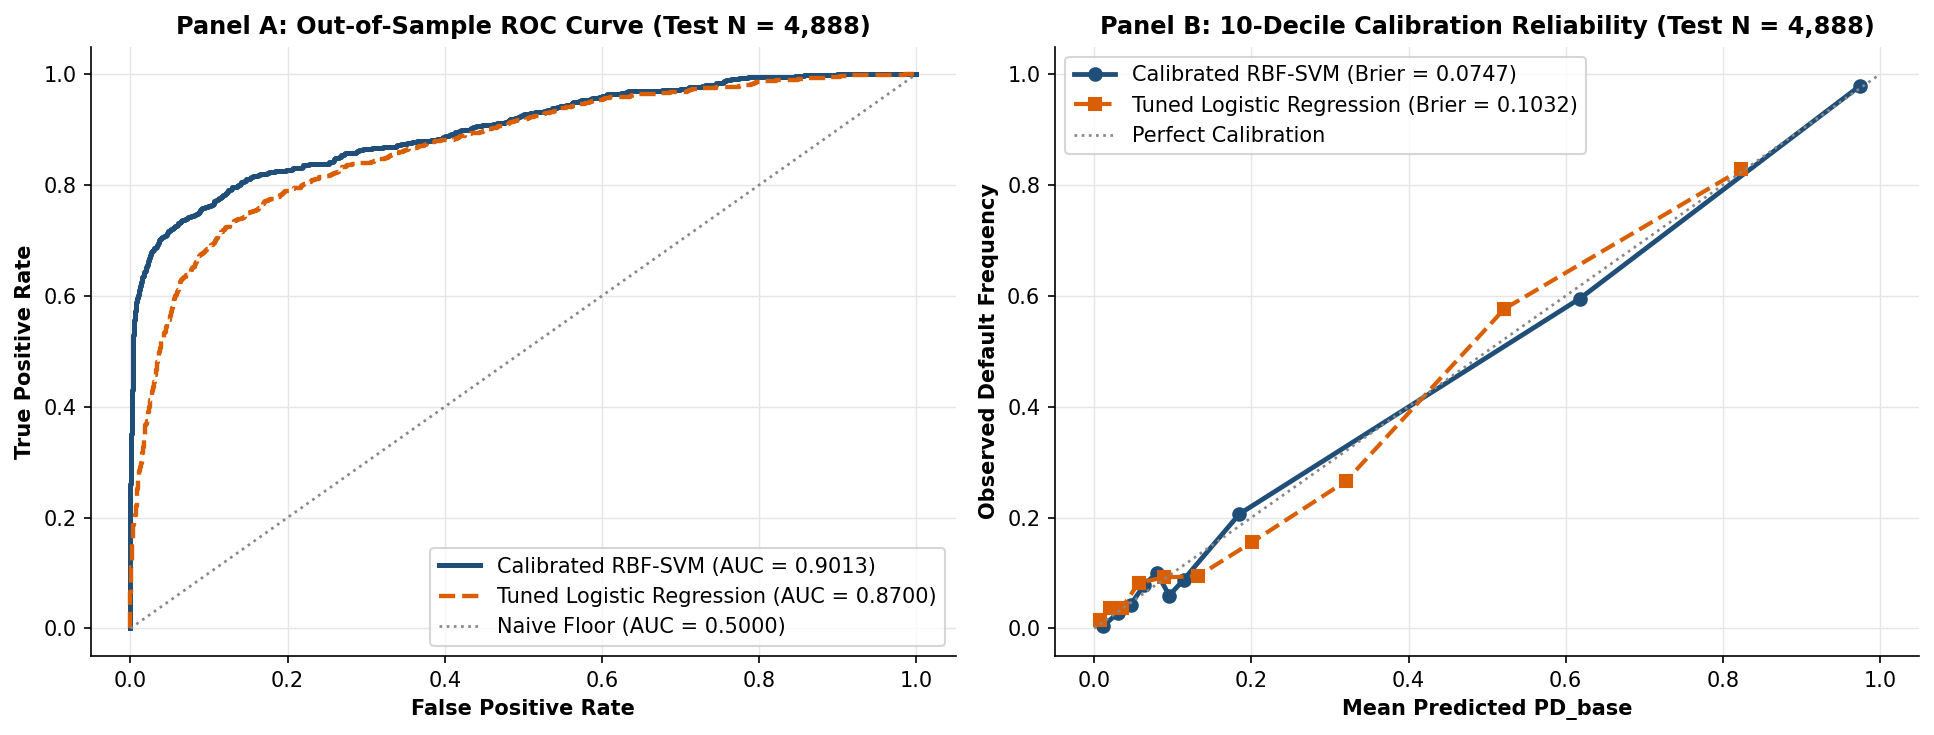 Panel A: Out-of-Sample ROC Curve (Test N = 4,888)
True Positive Rate
1.0
0.8
0.6
0.4
0.2
0.0
Calibrated RBF-SVM (AUC = 0.9013)
Tuned Logistic Regression (AUC = 0.8700)
Naive Floor (AUC = 0.5000)
0.0 0.2 0.4 0.6 0.8 1.0
False Positive Rate
Panel B: 10-Decile Calibration Reliability (Test N = 4,888)
Calibrated RBF-SVM (Brier = 0.0747)
Tuned Logistic Regression (Brier = 0.1032)
Perfect Calibration
Observed Default Frequency
1.0
0.8
0.6
0.4
0.2
0.0
0.0 0.2 0.4 0.6 0.8 1.0
Mean Predicted PD_base